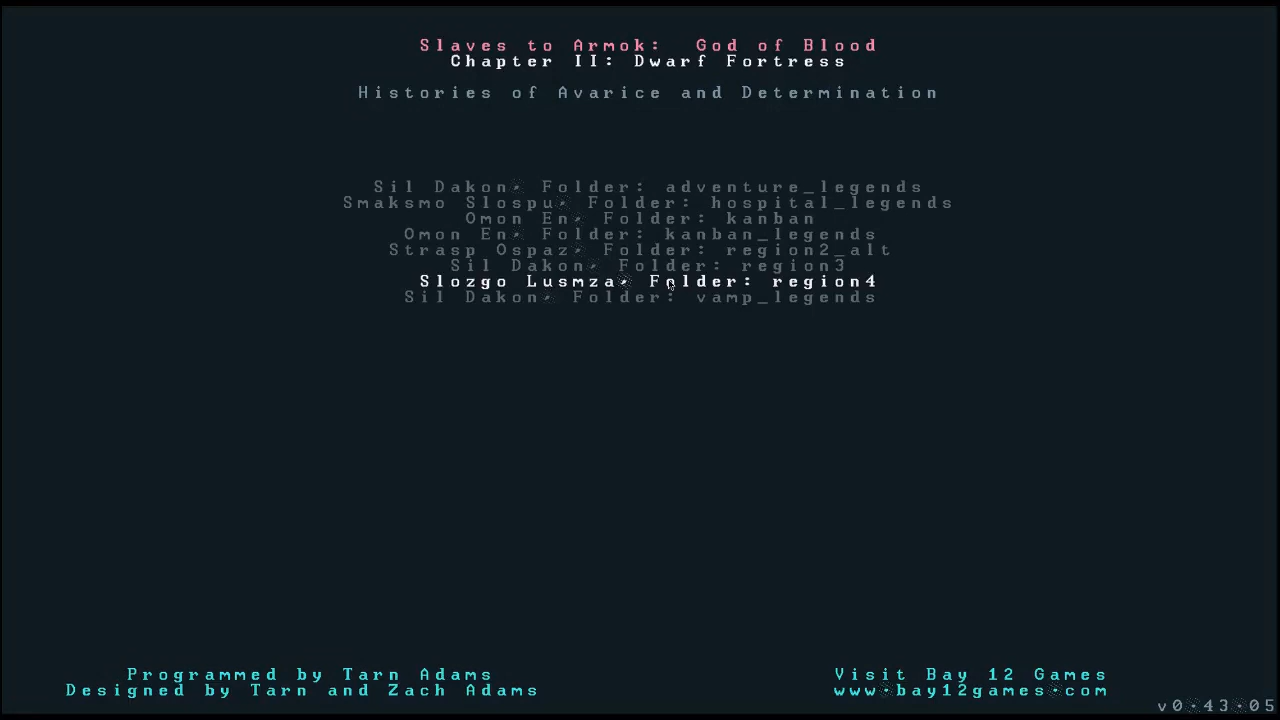 Slaves to Armok: God of Blood
Chapter II: Dwarf Fortress
Histories of Avarice and Determination
Sil Dakon, Folder: adventure_legends
Smaksmo Slospu, Folder: hospital_legends
Omon En, Folder: kanban
Omon En, Folder: kanban_legends
Strasp Ospaz, Folder: region2_alt
Sil Dakon, Folder: region3
Slozgo Lusmza, Folder: region4
Sil Dakon, Folder: vamp_legends
Programmed by Tarn Adams
Designed by Tarn and Zach Adams
Visit Bay 12 Games
www.bay12games.com
v0.43.05